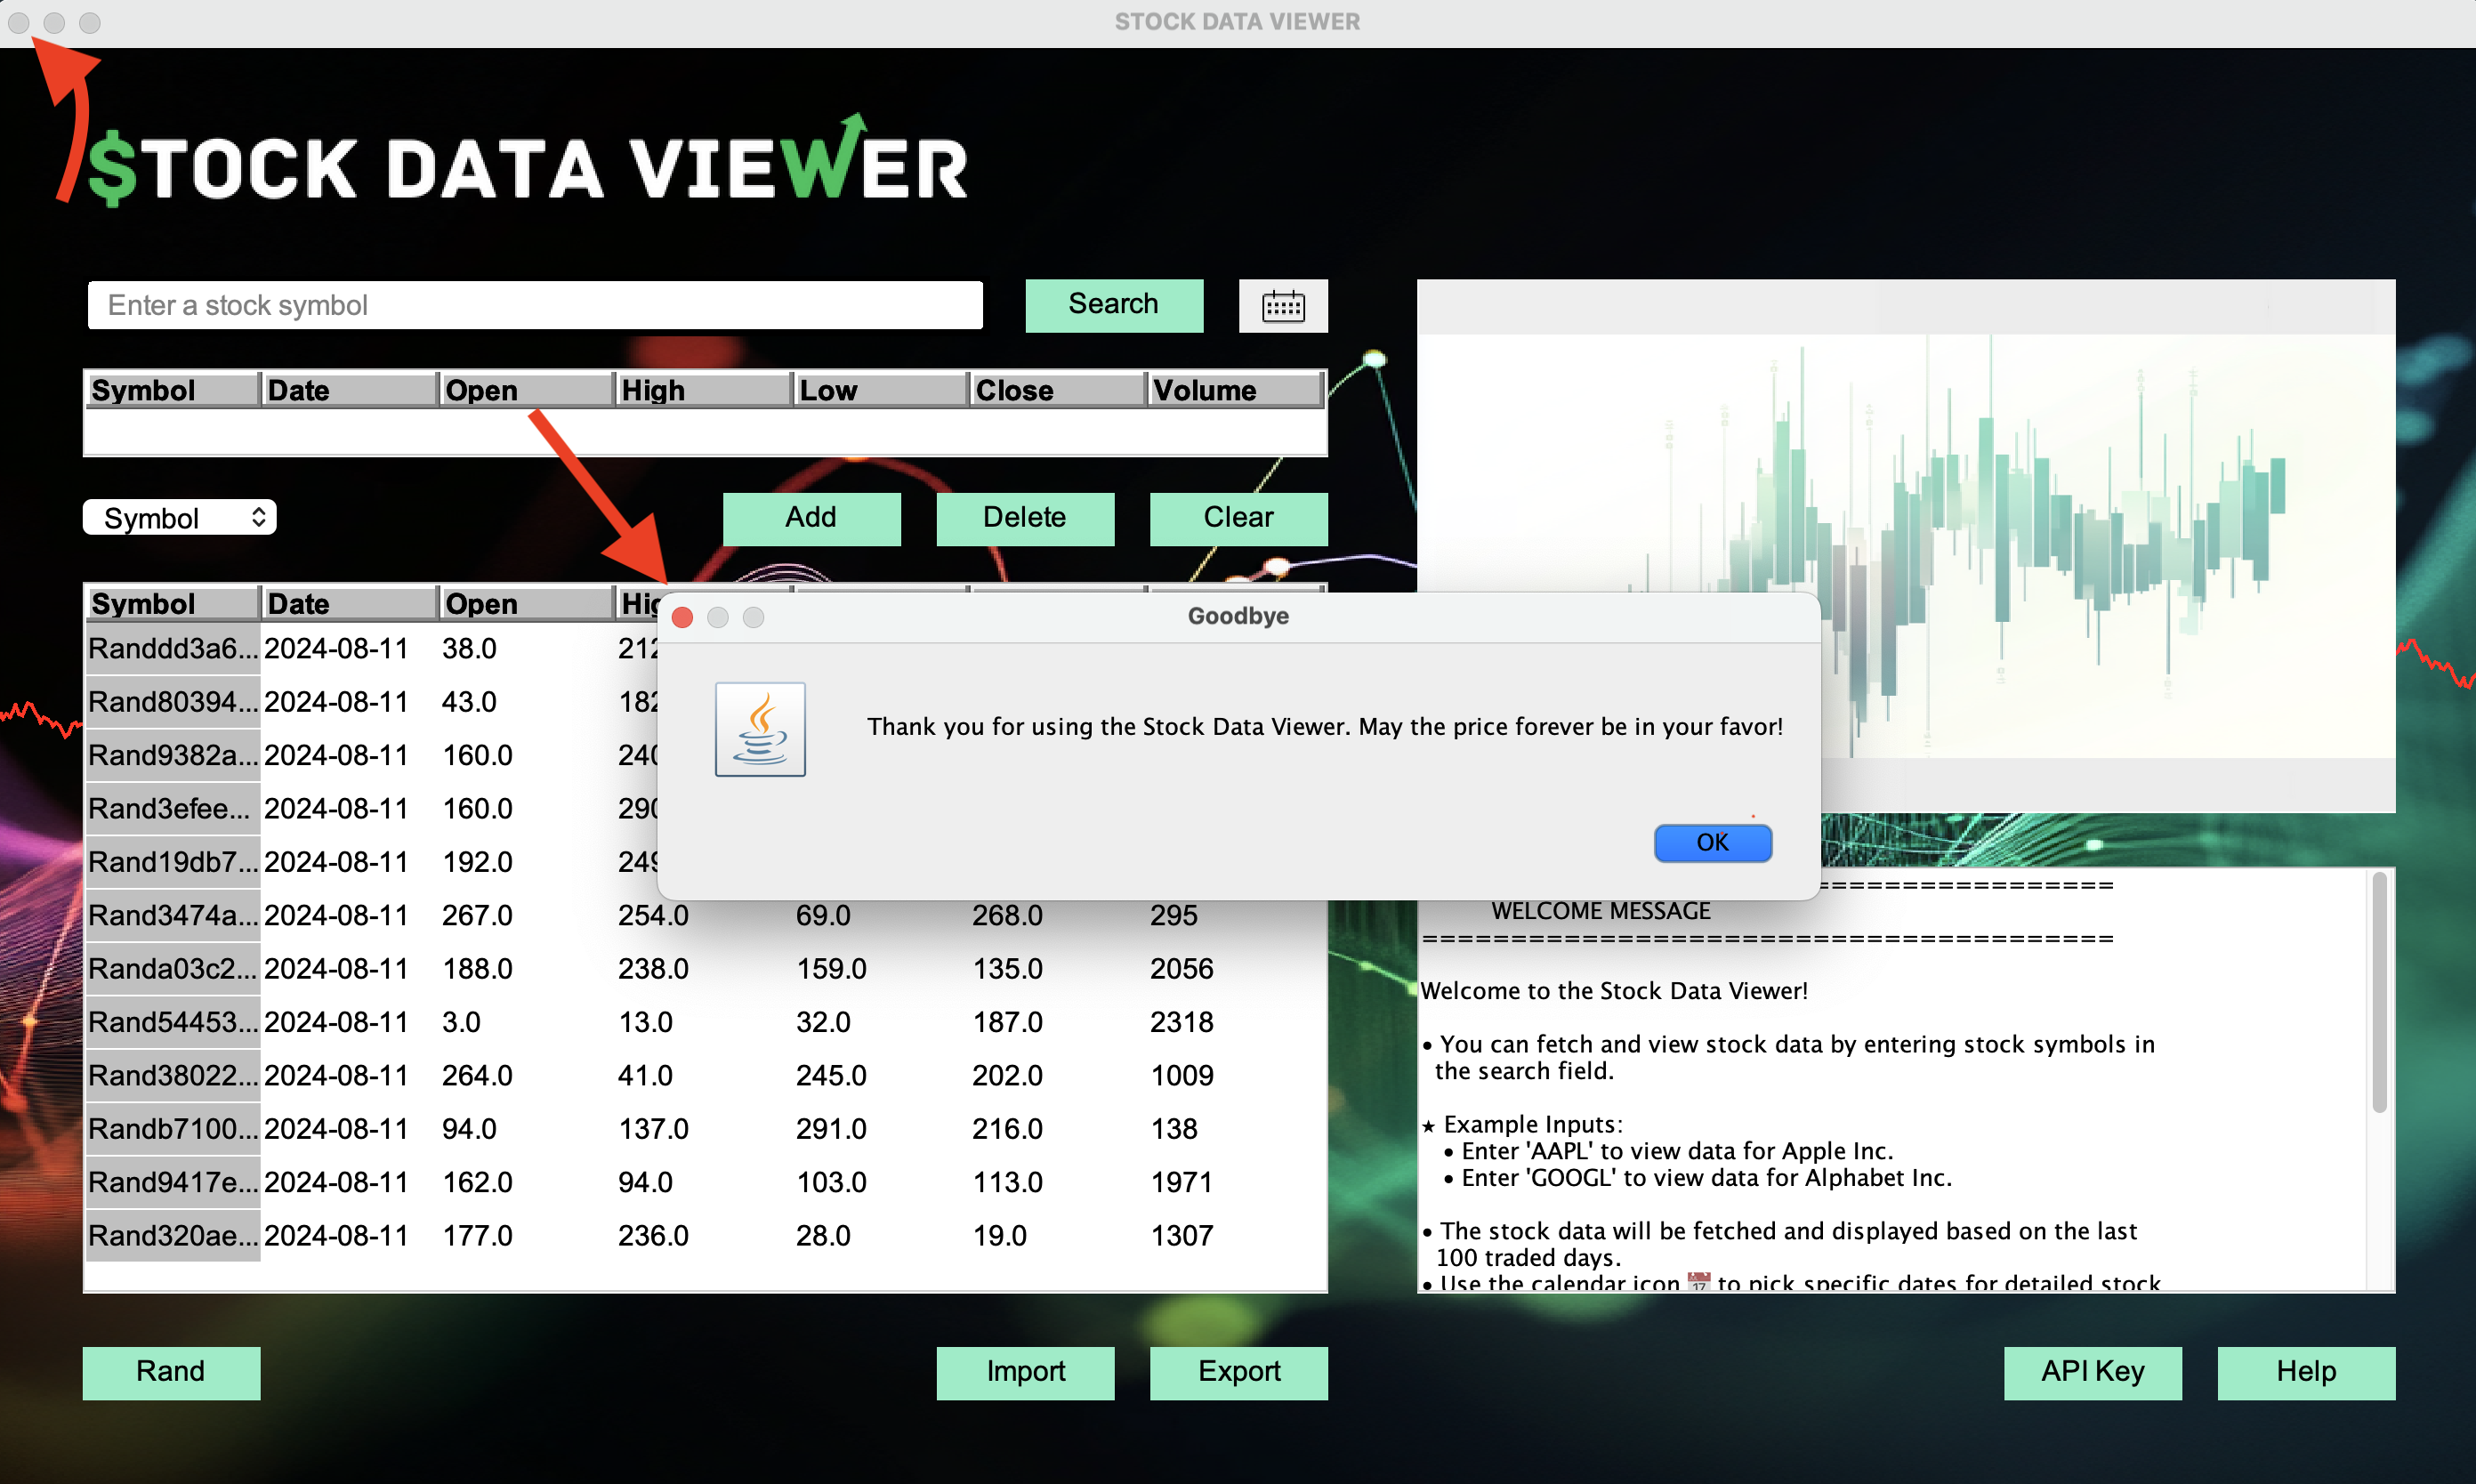 STOCK DATA VIEWER
$TOCK DATA VIEWER
Enter a stock symbol
Search
Symbol Date Open High Low Close Volume
Symbol
Add Delete Clear
Symbol Date Open
Randdd3a6... 2024-08-11 38.0
Rand80394... 2024-08-11 43.0
Rand9382a... 2024-08-11 160.0
Rand3efee... 2024-08-11 160.0
Rand19db7... 2024-08-11 192.0
Rand3474a... 2024-08-11 267.0 254.0 69.0 268.0 295
Randa03c2... 2024-08-11 188.0 238.0 159.0 135.0 2056
Rand54453... 2024-08-11 3.0 13.0 32.0 187.0 2318
Rand38022... 2024-08-11 264.0 41.0 245.0 202.0 1009
Randb7100... 2024-08-11 94.0 137.0 291.0 216.0 138
Rand9417e... 2024-08-11 162.0 94.0 103.0 113.0 1971
Rand320ae... 2024-08-11 177.0 236.0 28.0 19.0 1307
Goodbye
Thank you for using the Stock Data Viewer. May the price forever be in your favor!
OK
WELCOME MESSAGE
=======================================
Welcome to the Stock Data Viewer!
• You can fetch and view stock data by entering stock symbols in
the search field.
★ Example Inputs:
• Enter 'AAPL' to view data for Apple Inc.
• Enter 'GOOGL' to view data for Alphabet Inc.
• The stock data will be fetched and displayed based on the last
100 traded days.
• Use the calendar icon 📅 to pick specific dates for detailed stock
Rand Import Export API Key Help